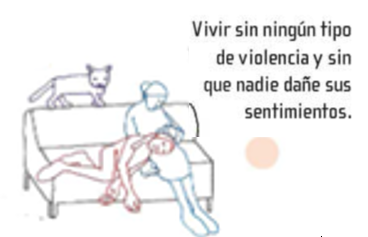 Vivir sin ningún tipo
de violencia y sin
que nadie dañe sus
sentimientos.